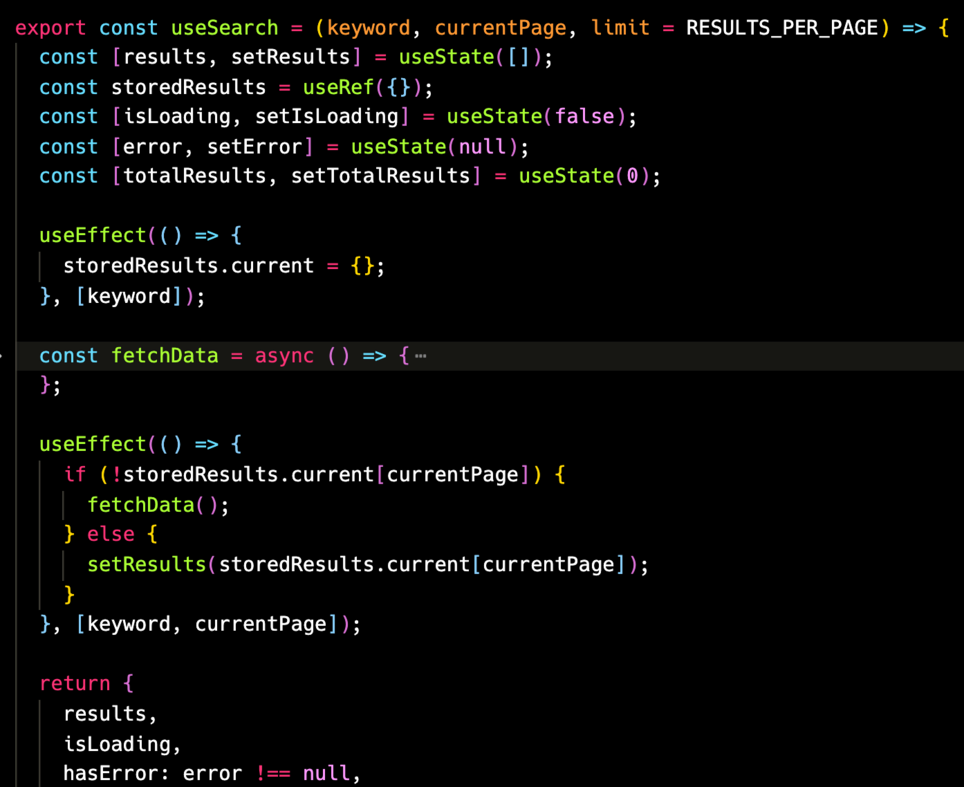 export const useSearch = (keyword, currentPage, limit = RESULTS_PER_PAGE) => {
const [results, setResults] = useState([]);
const storedResults = useRef({});
const [isLoading, setIsLoading] = useState(false);
const [error, setError] = useState(null);
const [totalResults, setTotalResults] = useState(0);
useEffect(() => {
storedResults.current = {};
}, [keyword]);
const fetchData = async () => { ⋯
};
useEffect(() => {
if (!storedResults.current[currentPage]) {
fetchData();
} else {
setResults(storedResults.current[currentPage]);
}
}, [keyword, currentPage]);
return {
results,
isLoading,
hasError: error !== null,